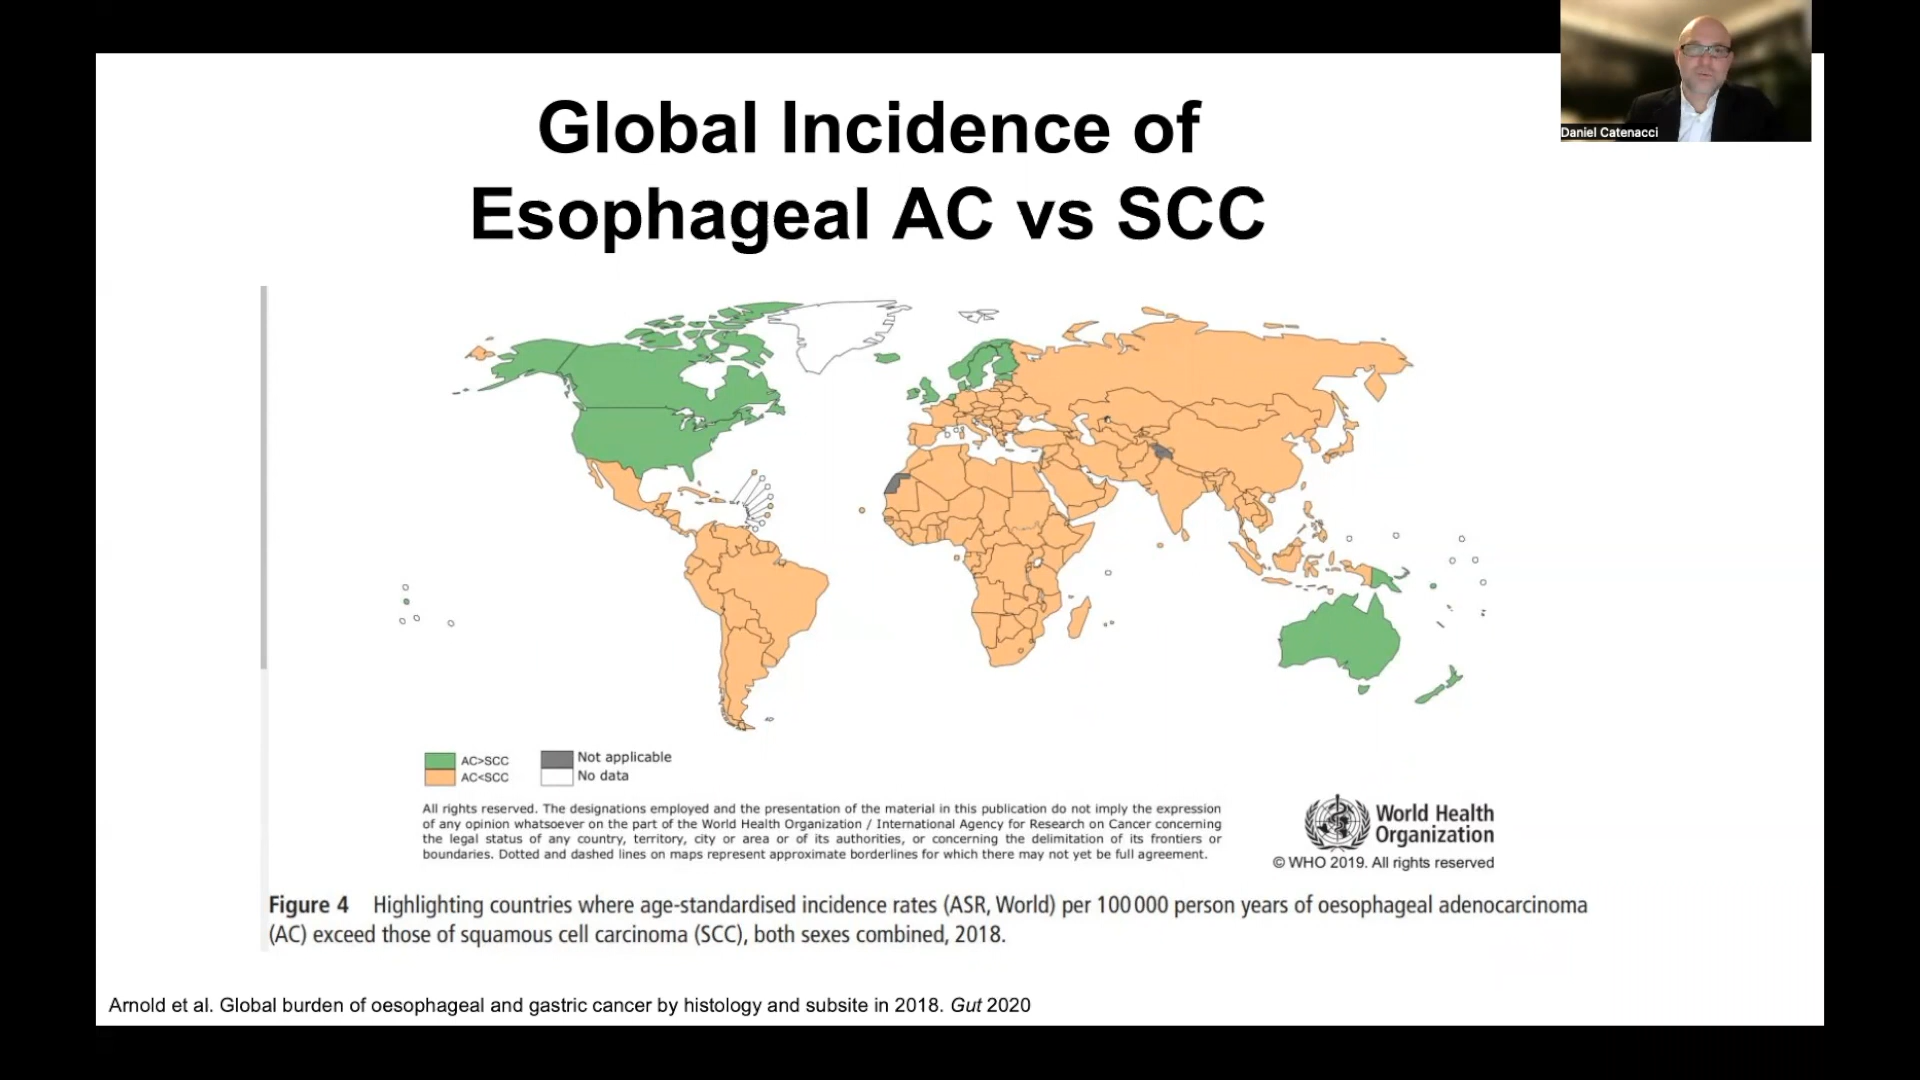 Daniel Catenacci
Global Incidence of
Esophageal AC vs SCC
AC>SCC
AC<SCC
Not applicable
No data
All rights reserved. The designations employed and the presentation of the material in this publication do not imply the expression
of any opinion whatsoever on the part of the World Health Organization / International Agency for Research on Cancer concerning
the legal status of any country, territory, city or area or of its authorities, or concerning the delimitation of its frontiers or
boundaries. Dotted and dashed lines on maps represent approximate borderlines for which there may not yet be full agreement.
World Health
Organization
© WHO 2019. All rights reserved
Figure 4 Highlighting countries where age-standardised incidence rates (ASR, World) per 100 000 person years of oesophageal adenocarcinoma
(AC) exceed those of squamous cell carcinoma (SCC), both sexes combined, 2018.
Arnold et al. Global burden of oesophageal and gastric cancer by histology and subsite in 2018. Gut 2020